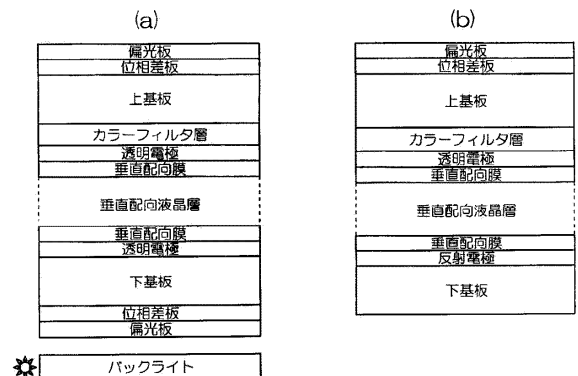 (a)
偏光板
位相差板
上基板
カラーフィルタ層
透明電極
垂直配向膜
垂直配向液晶層
垂直配向膜
透明電極
下基板
位相差板
偏光板
バックライト
(b)
偏光板
位相差板
上基板
カラーフィルタ層
透明電極
垂直配向膜
垂直配向液晶層
垂直配向膜
反射電極
下基板